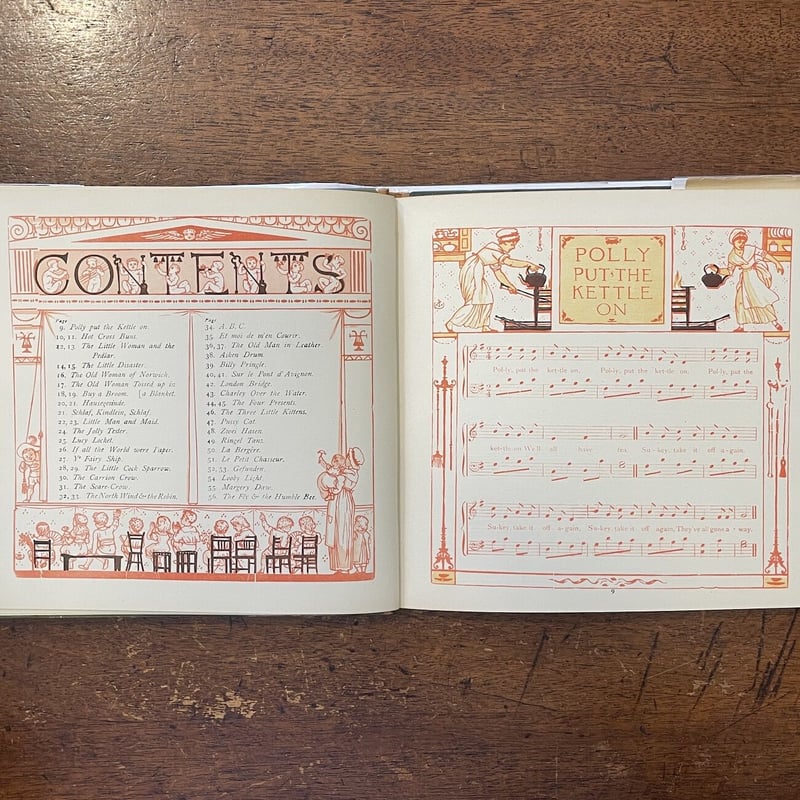 CONTENTS
Page
9. Polly put the Kettle on.
10, 11. Hot Cross Buns.
12, 13. The Little Woman and the
Pedlar.
14, 15. The Little Disaster.
16. The Old Woman of Norwich.
17. The Old Woman Tossed up in
18, 19. Buy a Broom. [a Blanket.
20, 21. Hausegesinde.
21. Schlaf, Kindlein, Schlaf
22, 23. Little Man and Maid.
24. The Jolly Tester.
25. Lucy Locket.
26. If all the World were Paper.
27. Ye Fairy Ship.
28, 29. The Little Cock Sparrow.
30. The Carrion Crow.
31. The Scare-Crow.
32, 33. The North Wind & the Robin.
Page
34. A. B. C.
35. Et moi de m'en Courir.
36, 37. The Old Man in Leather.
38. Aiken Drum
39. Billy Pringle.
40, 41. Sur le Pont d'Avignon.
42. London Bridge.
43. Charley Over the Water.
44, 45. The Four Presents.
46. The Three Little Kittens.
47. Pussy Cat.
48. Zwei Hasen.
49. Ringel Tanz.
50. La Bergère.
51. Le Petit Chasseur.
52, 53. Gefunden.
54. Looby Light.
55. Margery Daw.
56. The Fly & the Humble Bee.
POLLY
PUT·THE
KETTLE
ON
Pol-ly, put the ket-tle on, Pol-ly, put the ket-tle on, Pol-ly, put the
ket-tle on We'll all have tea. Su-key, take it off a-gain,
Su-key, take it off a-gain, Su-key, take it off again, They've all gone a-way.
9